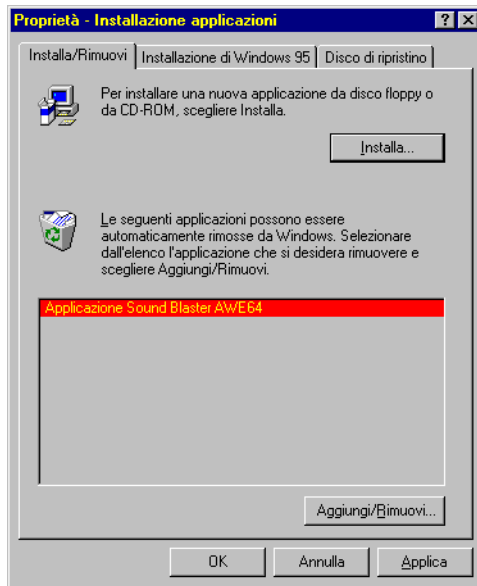 Proprietà - Installazione applicazioni
Installa/Rimuovi
Installazione di Windows 95
Disco di ripristino
Per installare una nuova applicazione da disco floppy o
da CD-ROM, scegliere Installa.
Installa...
Le seguenti applicazioni possono essere
automaticamente rimosse da Windows. Selezionare
dall'elenco l'applicazione che si desidera rimuovere e
scegliere Aggiungi/Rimuovi.
Applicazione Sound Blaster AWE64
Aggiungi/Rimuovi...
OK
Annulla
Applica